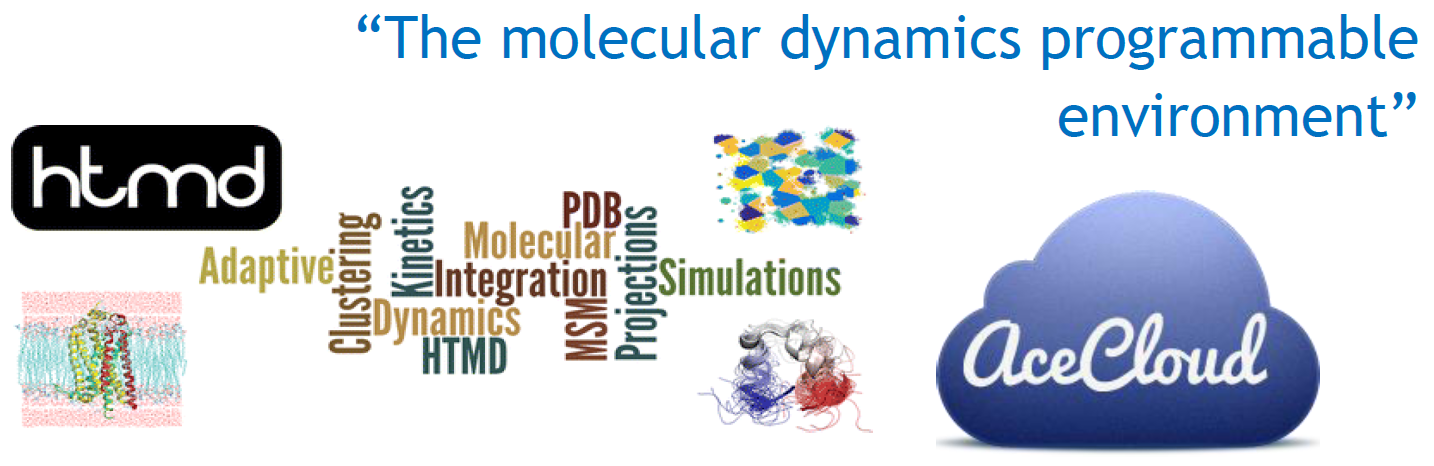 “The molecular dynamics programmable
environment”
htmd
Adaptive
Clustering
Kinetics
PDB
Molecular
Integration
Projections
Simulations
Dynamics
MSM
HTMD
AceCloud